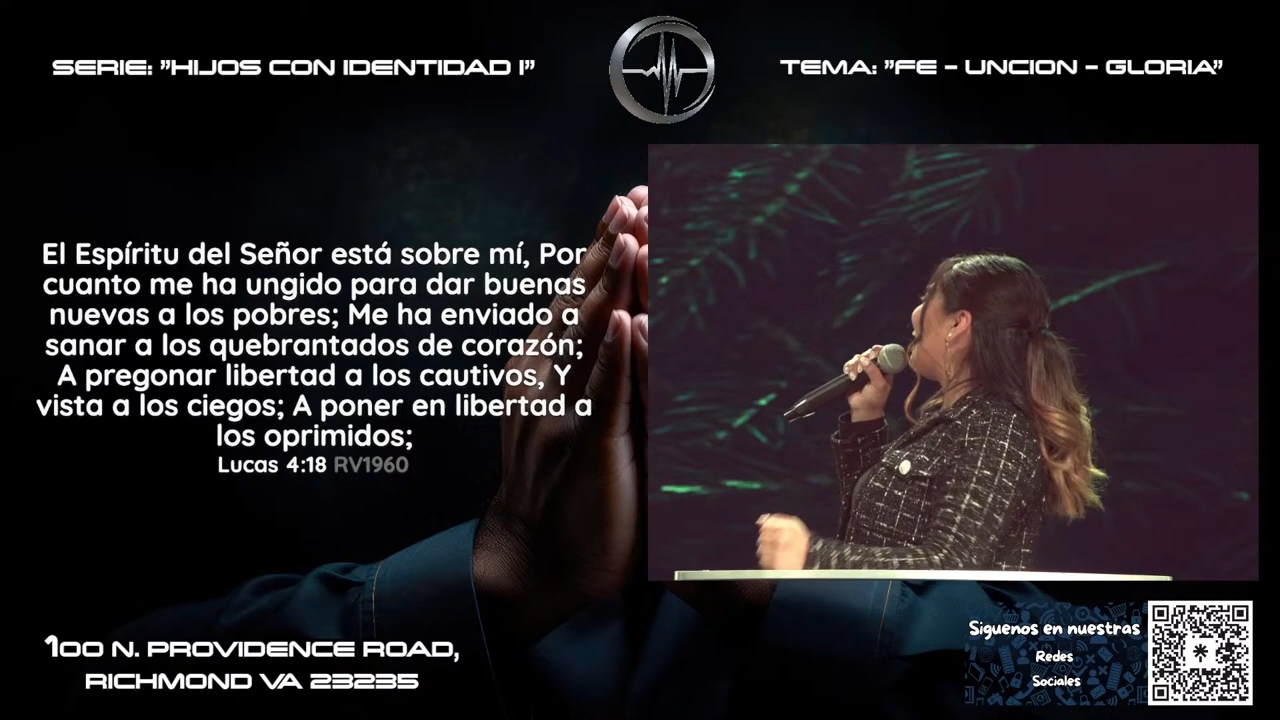 SERIE: "HIJOS CON IDENTIDAD I"
TEMA: "FE - UNCION - GLORIA"
El Espíritu del Señor está sobre mí, Por
cuanto me ha ungido para dar buenas
nuevas a los pobres; Me ha enviado a
sanar a los quebrantados de corazón;
A pregonar libertad a los cautivos, Y
vista a los ciegos; A poner en libertad a
los oprimidos;
Lucas 4:18 RV1960
100 N. PROVIDENCE ROAD,
RICHMOND VA 23235
Siguenos en nuestras
Redes
Sociales